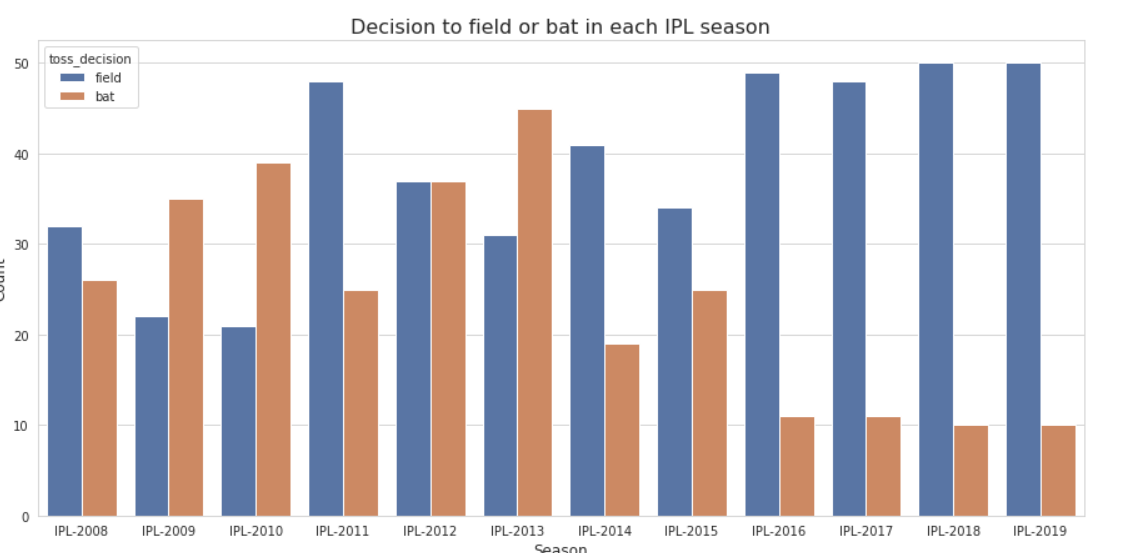 Decision to field or bat in each IPL season
toss_decision
field
bat
50
40
30
20
10
0
Count
IPL-2008 IPL-2009 IPL-2010 IPL-2011 IPL-2012 IPL-2013 IPL-2014 IPL-2015 IPL-2016 IPL-2017 IPL-2018 IPL-2019
Season